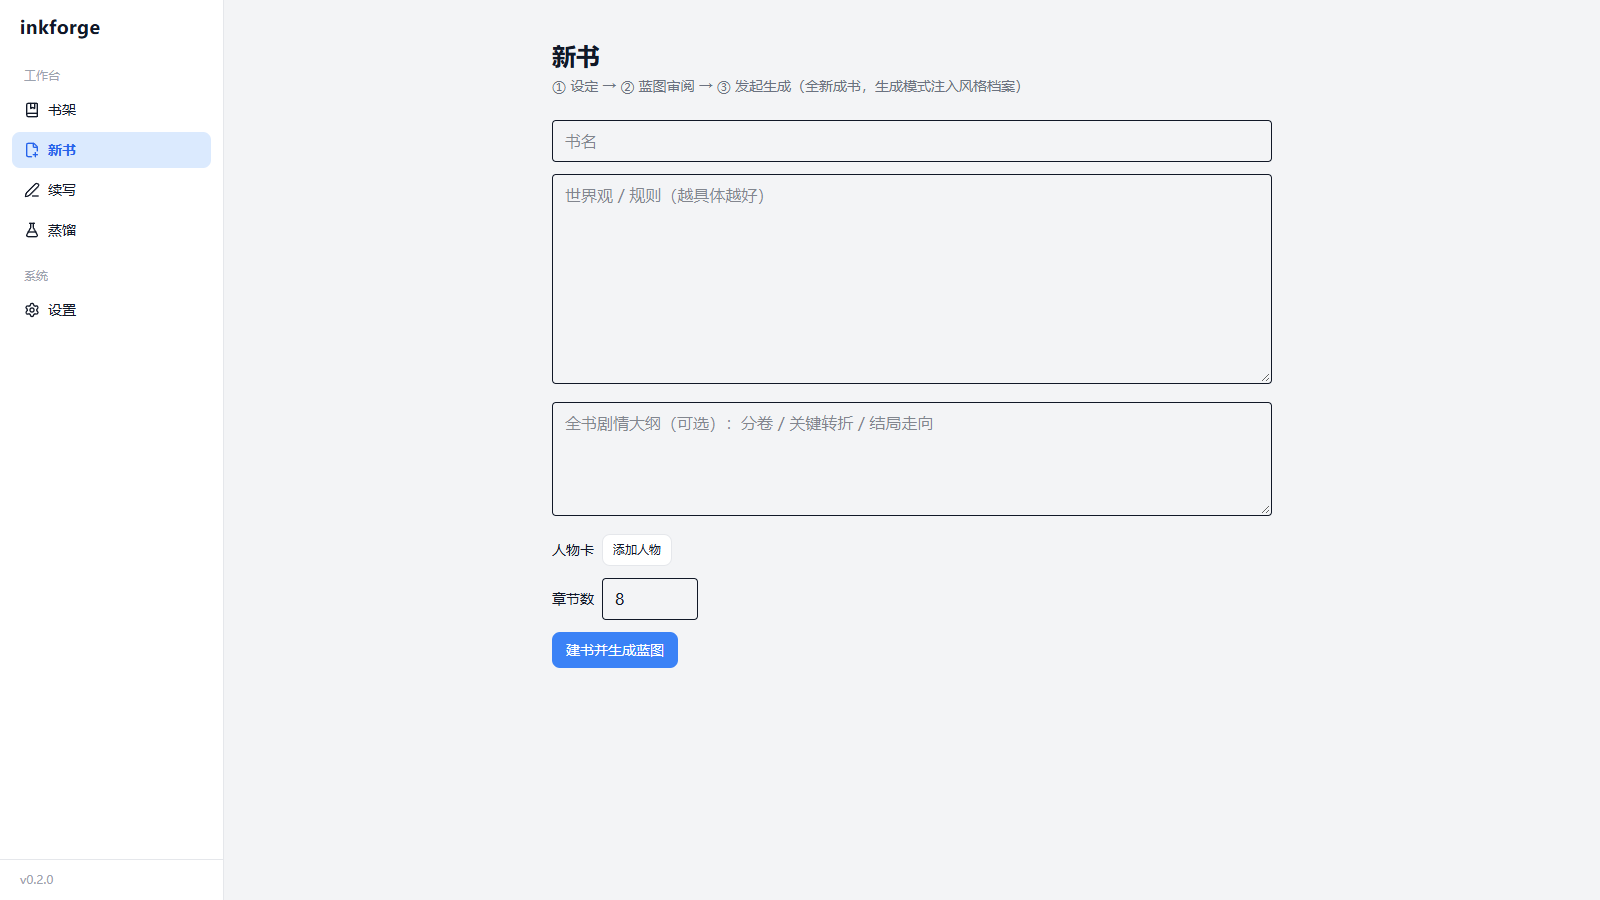 inkforge
工作台
书架
新书
续写
蒸馏
系统
设置
v0.2.0
新书
① 设定 → ② 蓝图审阅 → ③ 发起生成（全新成书，生成模式注入风格档案）
书名
世界观 / 规则（越具体越好）
全书剧情大纲（可选）：分卷 / 关键转折 / 结局走向
人物卡 添加人物
章节数 8
建书并生成蓝图